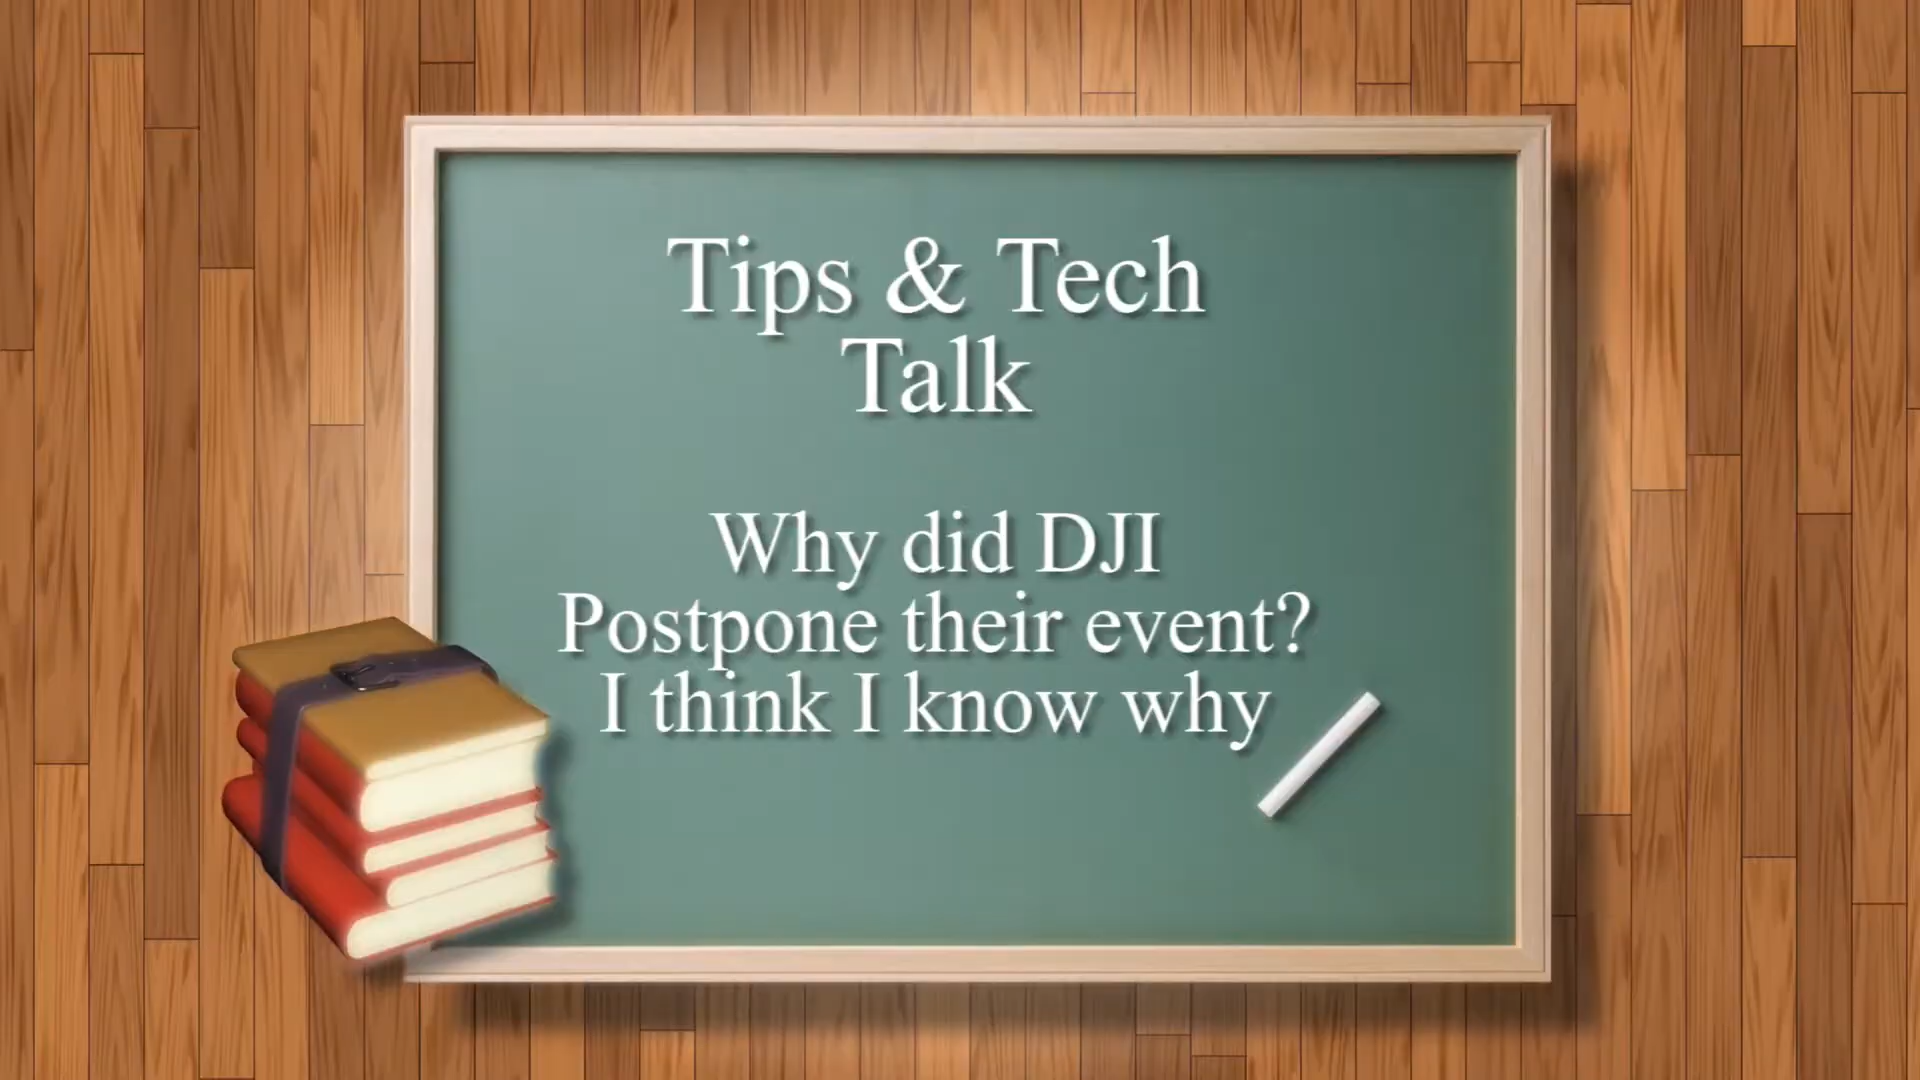 Tips & Tech
Talk
Why did DJI
Postpone their event?
I think I know why